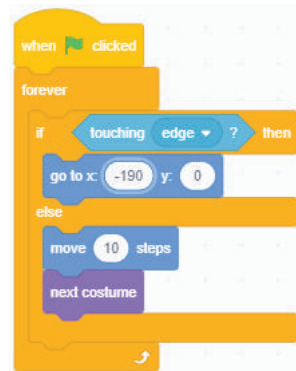 when clicked
forever
if touching edge ? then
go to x: -190 y: 0
else
move 10 steps
next costume